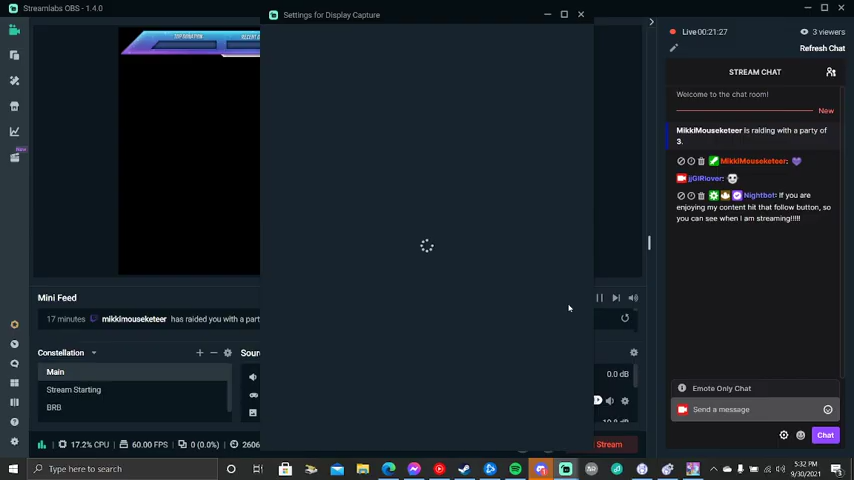 Streamlabs OBS - 1.4.0
Settings for Display Capture
Live 00:21:27
3 viewers
Refresh Chat
STREAM CHAT
Welcome to the chat room!
New
MikkiMouseketeer is raiding with a party of
3.
MikkiMouseketeer:
jjGIRlover:
Nightbot: If you are
enjoying my content hit that follow button, so
you can see when I am streaming!!!!!
New
Mini Feed
17 minutes mikkimouseketeer has raided you with a part
Constellation
Sour
Main
Stream Starting
BRB
0.0 dB
Emote Only Chat
Send a message
Chat
17.2% CPU
60.00 FPS
0 (0.0%)
2606
Stream
Type here to search
5:32 PM
9/30/2021